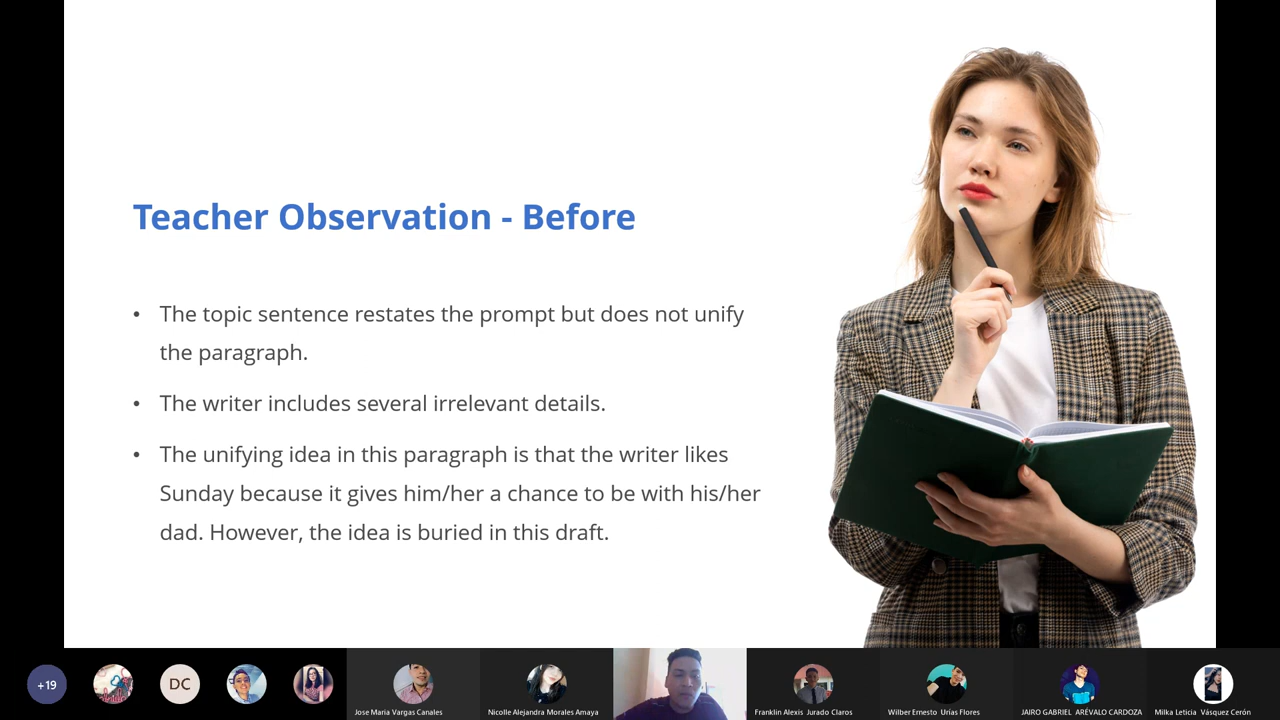 Teacher Observation - Before
• The topic sentence restates the prompt but does not unify
the paragraph.
• The writer includes several irrelevant details.
• The unifying idea in this paragraph is that the writer likes
Sunday because it gives him/her a chance to be with his/her
dad. However, the idea is buried in this draft.
+19
DC
Jose María Vargas Canales
Nicolle Alejandra Morales Amaya
Franklin Alexis Jurado Claros
Wilber Ernesto Urías Flores
JAIRO GABRIEL ARÉVALO CARDOZA
Milka Leticia Vásquez Cerón